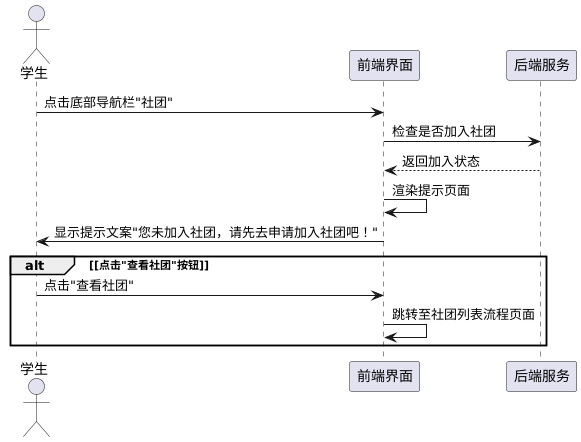 学生
前端界面
后端服务
点击底部导航栏"社团"
检查是否加入社团
返回加入状态
渲染提示页面
显示提示文案"您未加入社团，请先去申请加入社团吧！"
alt
[[点击"查看社团"按钮]]
点击"查看社团"
跳转至社团列表流程页面
学生
前端界面
后端服务